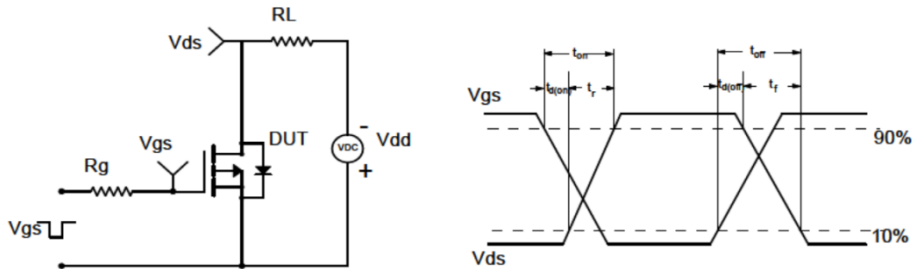 RL
Vds
Vgs
DUT
VDC
-
+
Vdd
Rg
Vgs
ton
toff
td(on)
tr
td(off)
tf
Vgs
90%
10%
Vds